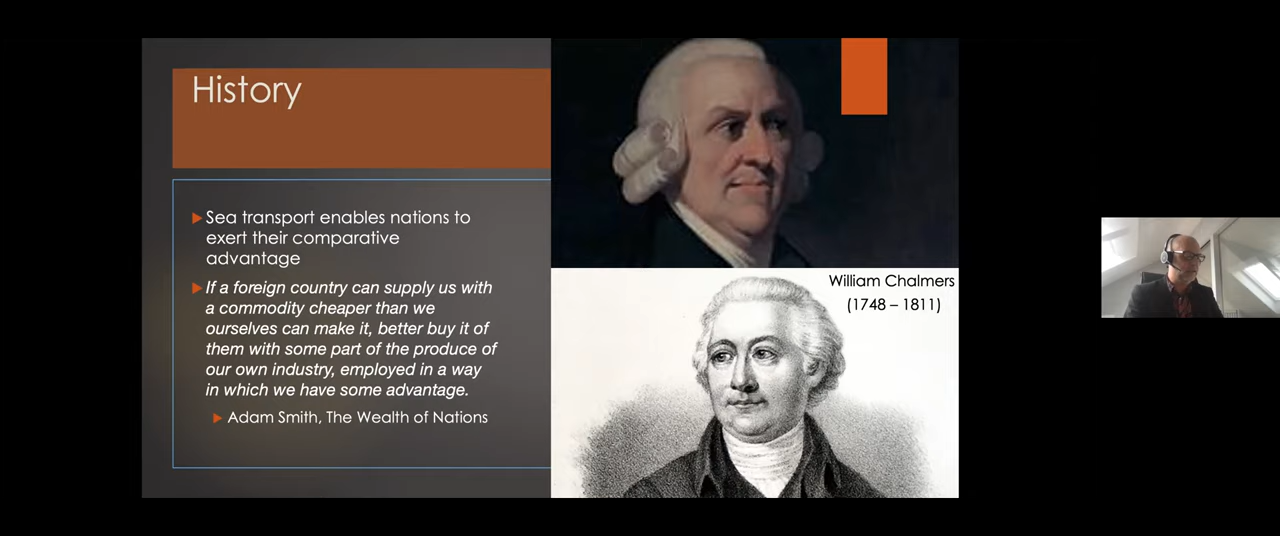 History
Sea transport enables nations to
exert their comparative
advantage
If a foreign country can supply us with
a commodity cheaper than we
ourselves can make it, better buy it of
them with some part of the produce of
our own industry, employed in a way
in which we have some advantage.
Adam Smith, The Wealth of Nations
William Chalmers
(1748 – 1811)